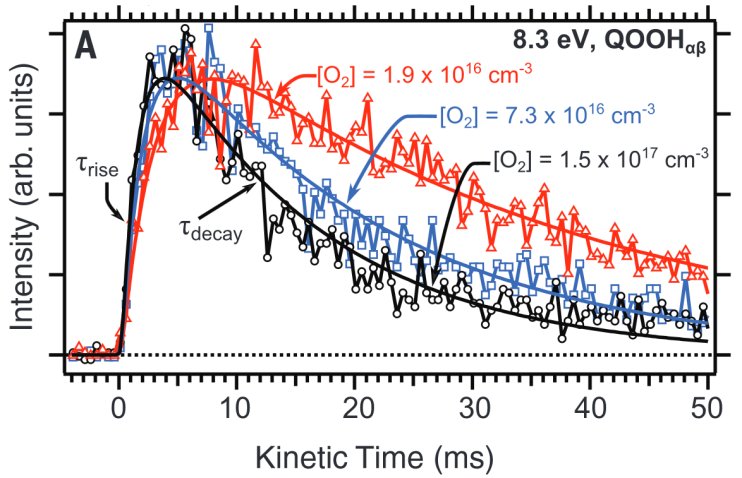 A
8.3 eV, QOOHαβ
[O2] = 1.9 x 10^16 cm^-3
[O2] = 7.3 x 10^16 cm^-3
[O2] = 1.5 x 10^17 cm^-3
τrise
τdecay
Intensity (arb. units)
0 10 20 30 40 50
Kinetic Time (ms)